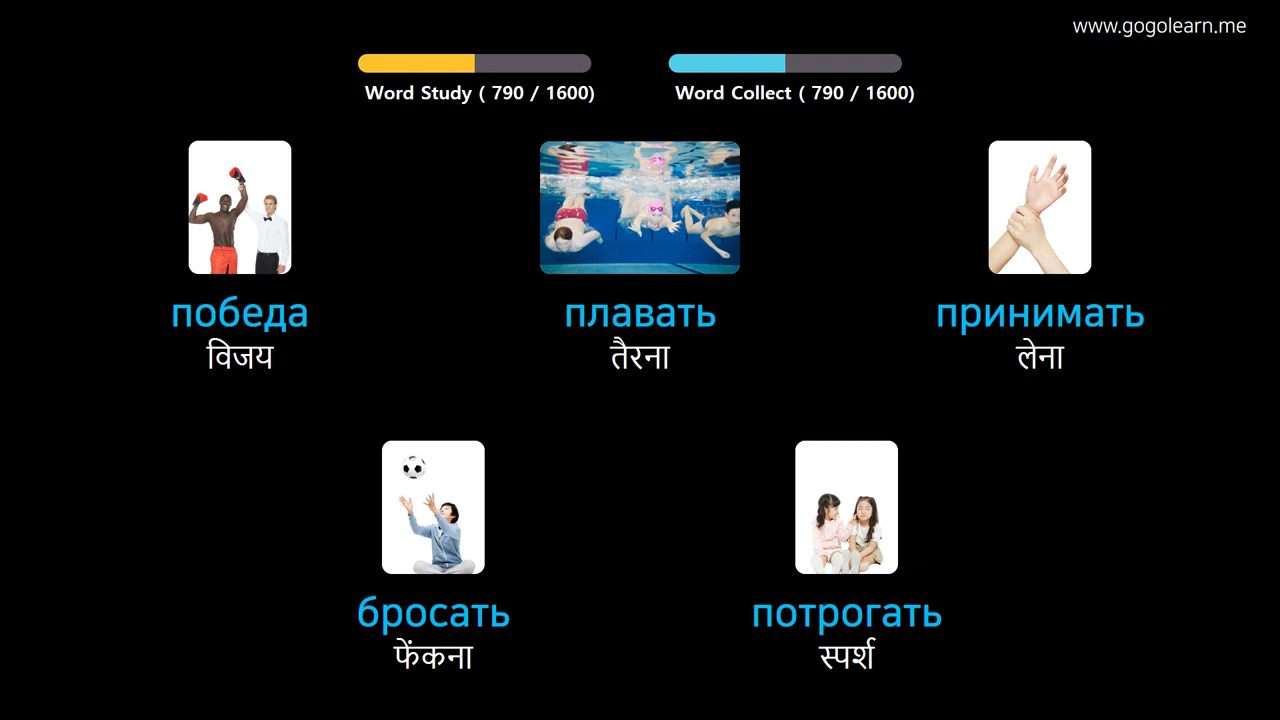 www.gogolearn.me
Word Study ( 790 / 1600)
Word Collect ( 790 / 1600)
победа
विजय
плавать
तैरना
принимать
लेना
бросать
फेंकना
потрогать
स्पर्श